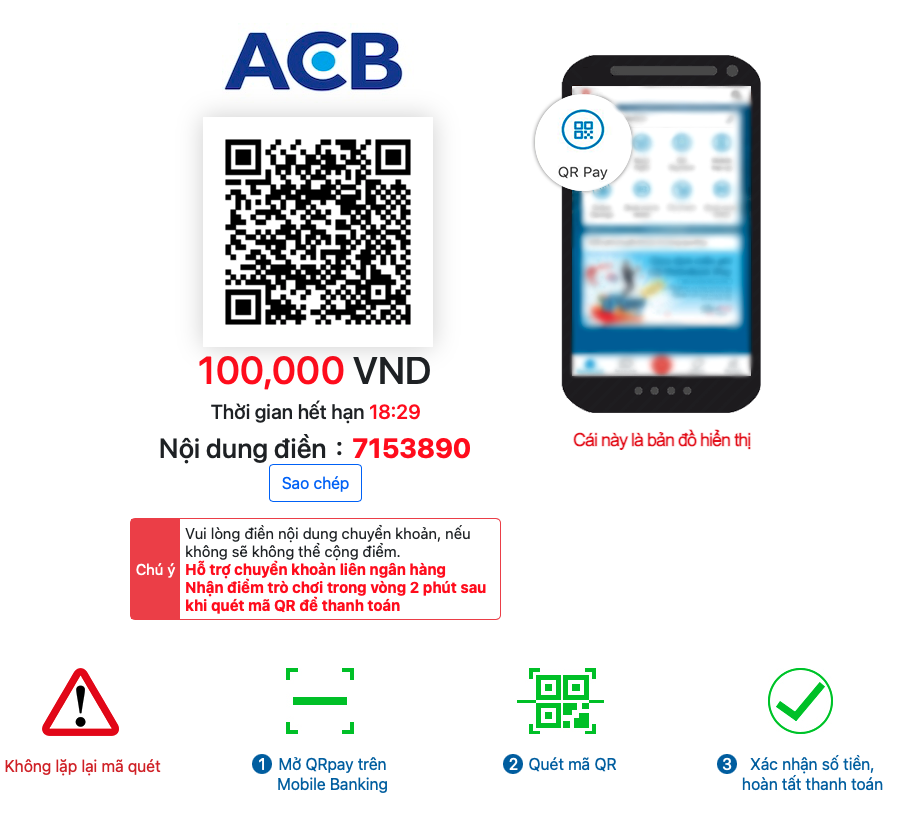 ACB
QR Pay
100,000 VND
Thời gian hết hạn 18:29
Nội dung điền : 7153890
Sao chép
Cái này là bản đồ hiển thị
Chú ý
Vui lòng điền nội dung chuyển khoản, nếu
không sẽ không thể cộng điểm.
Hỗ trợ chuyển khoản liên ngân hàng
Nhận điểm trò chơi trong vòng 2 phút sau
khi quét mã QR để thanh toán
Không lặp lại mã quét
1 Mở QRpay trên
Mobile Banking
2 Quét mã QR
3 Xác nhận số tiền,
hoàn tất thanh toán